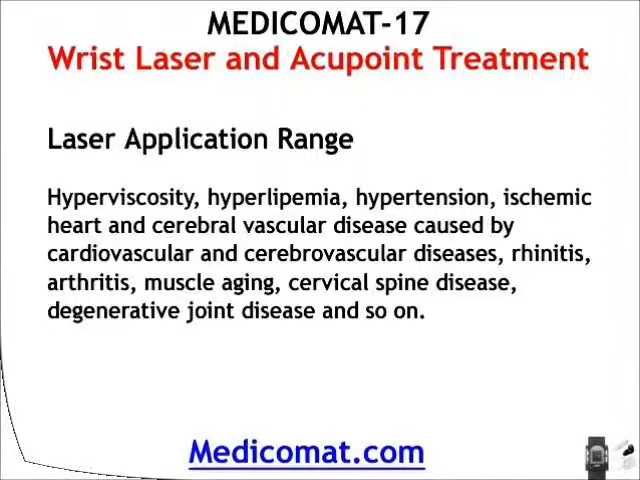 MEDICOMAT-17
Wrist Laser and Acupoint Treatment
Laser Application Range
Hyperviscosity, hyperlipemia, hypertension, ischemic
heart and cerebral vascular disease caused by
cardiovascular and cerebrovascular diseases, rhinitis,
arthritis, muscle aging, cervical spine disease,
degenerative joint disease and so on.
Medicomat.com